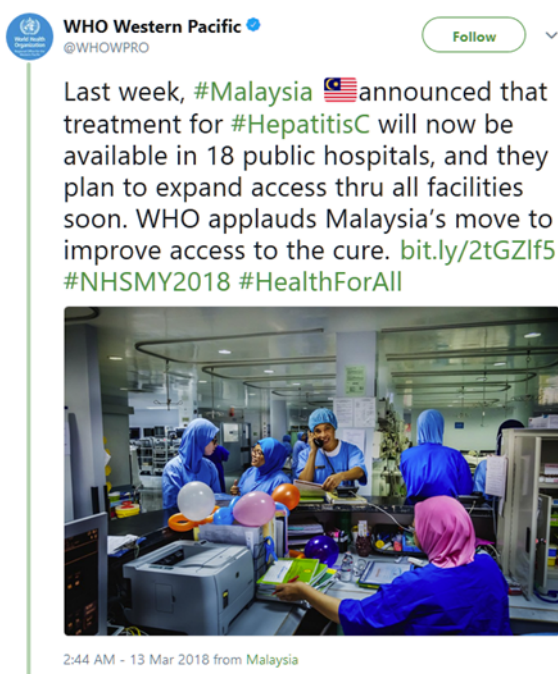 WHO Western Pacific
@WHOWPRO
Follow
Last week, #Malaysia 🇲🇾announced that
treatment for #HepatitisC will now be
available in 18 public hospitals, and they
plan to expand access thru all facilities
soon. WHO applauds Malaysia’s move to
improve access to the cure. bit.ly/2tGZlf5
#NHSMY2018 #HealthForAll
2:44 AM - 13 Mar 2018 from Malaysia